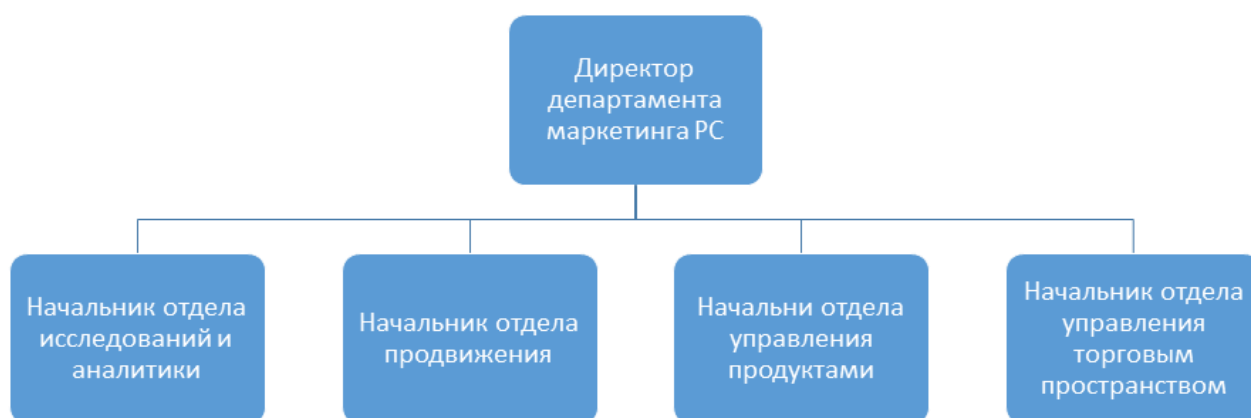 Директор
департамента
маркетинга РС
Начальник отдела
исследований и
аналитики
Начальник отдела
продвижения
Начальни отдела
управления
продуктами
Начальник отдела
управления
торговым
пространством